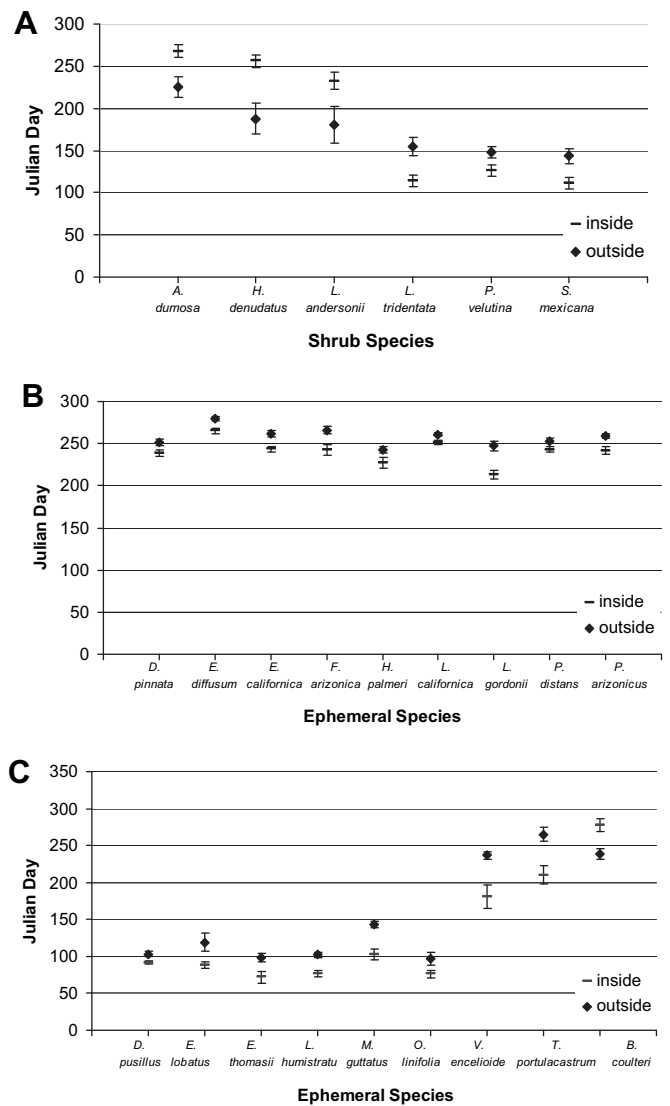 A
300
250
200
150
100
50
0
Julian Day
inside
outside
A. H. L. L. P. S.
dumosa denudatus andersonii tridentata velutina mexicana
Shrub Species
B
300
250
200
150
100
50
0
Julian Day
inside
outside
D. E. E. F. H. L. L. P. P.
pinnata diffusum californica arizonica palmeri californica gordonii distans arizonicus
Ephemeral Species
C
350
300
250
200
150
100
50
0
Julian Day
inside
outside
D. E. E. L. M. O. V. T. B.
pusillus lobatus thomasii humistratu guttatus linifolia encelioide portulacastrum coulteri
Ephemeral Species